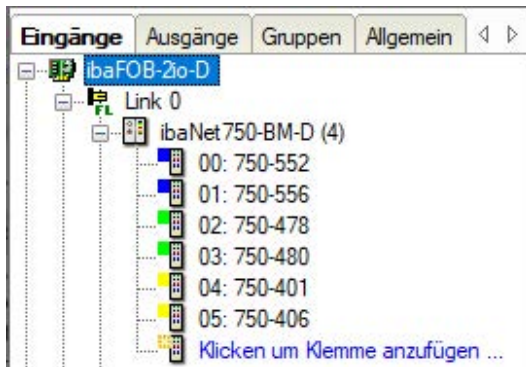 Eingänge Ausgänge Gruppen Allgemein
ibaFOB-2io-D
FL Link 0
ibaNet750-BM-D (4)
00: 750-552
01: 750-556
02: 750-478
03: 750-480
04: 750-401
05: 750-406
Klicken um Klemme anzufügen ...